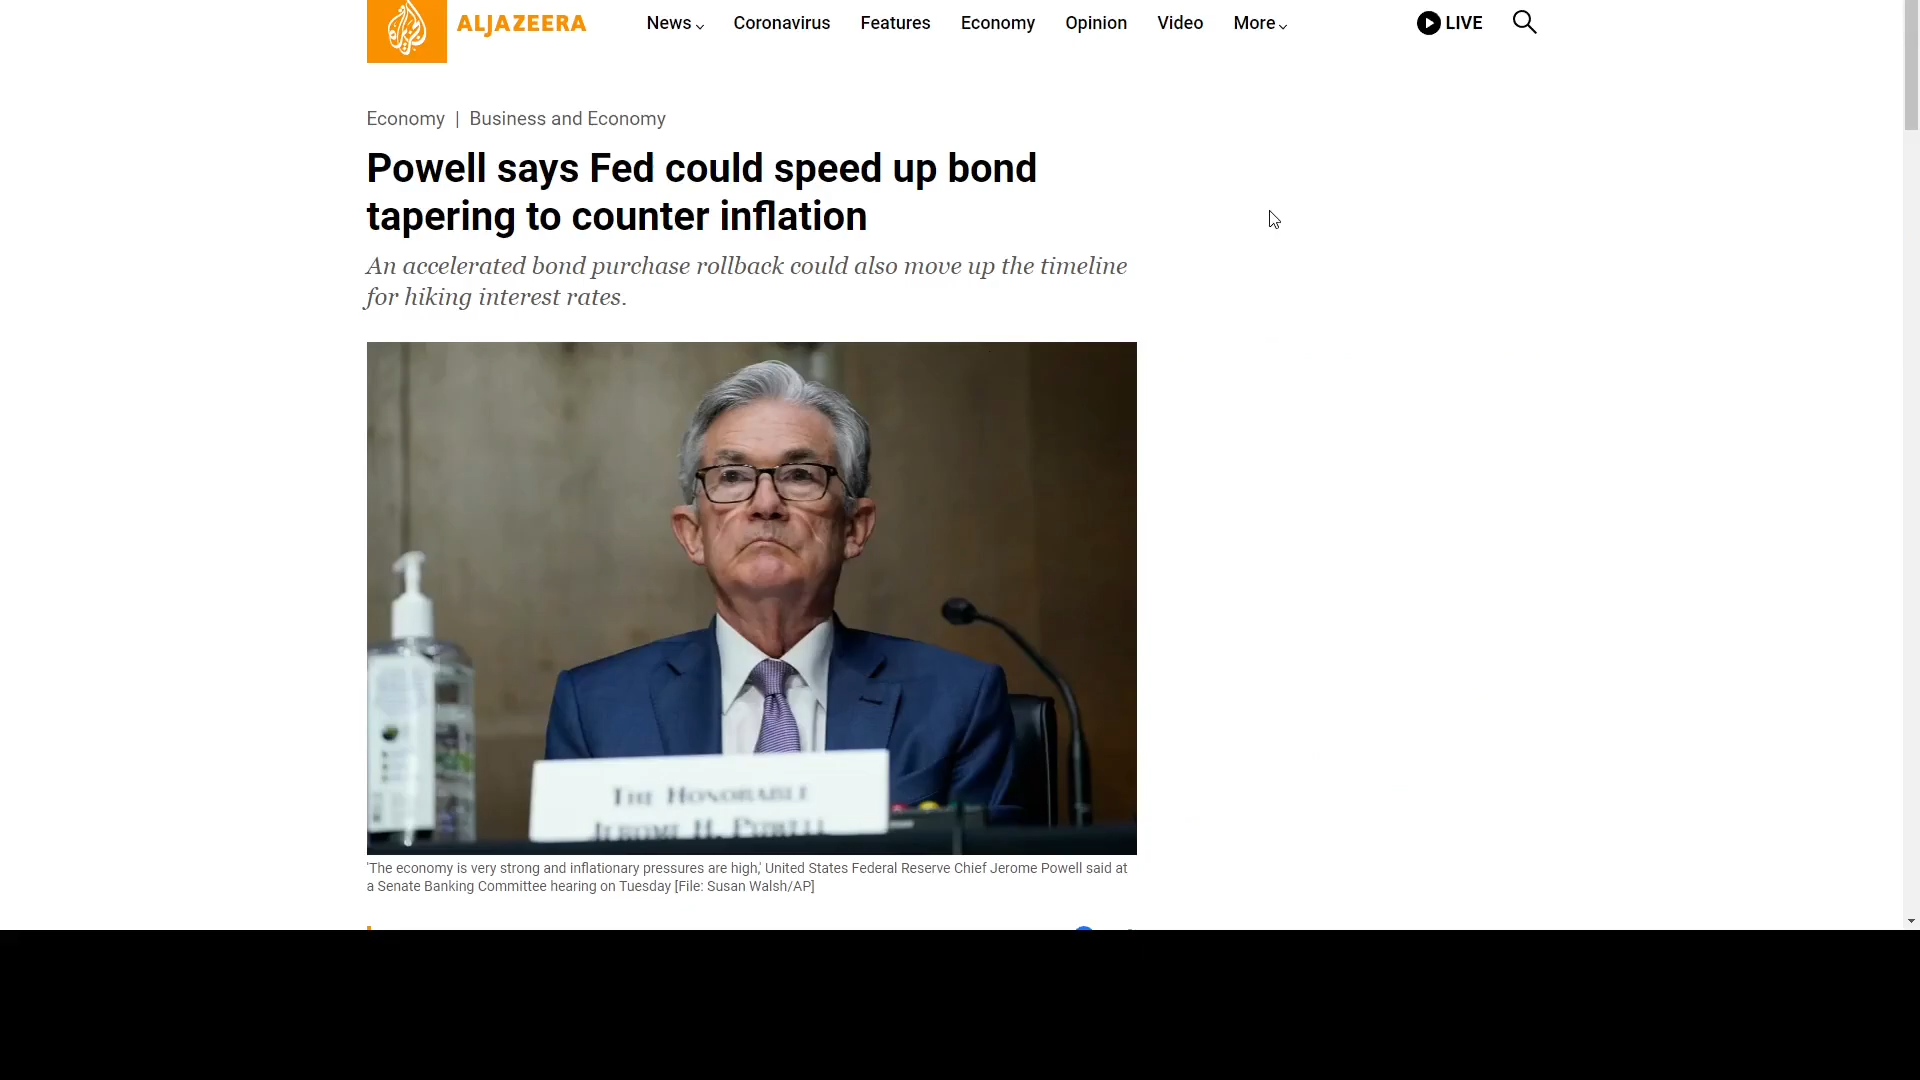 ALJAZEERA
News Coronavirus Features Economy Opinion Video More LIVE
Economy | Business and Economy
Powell says Fed could speed up bond
tapering to counter inflation
An accelerated bond purchase rollback could also move up the timeline
for hiking interest rates.
THE HONORABLE
JEROME H. POWELL
'The economy is very strong and inflationary pressures are high,' United States Federal Reserve Chief Jerome Powell said at
a Senate Banking Committee hearing on Tuesday [File: Susan Walsh/AP]